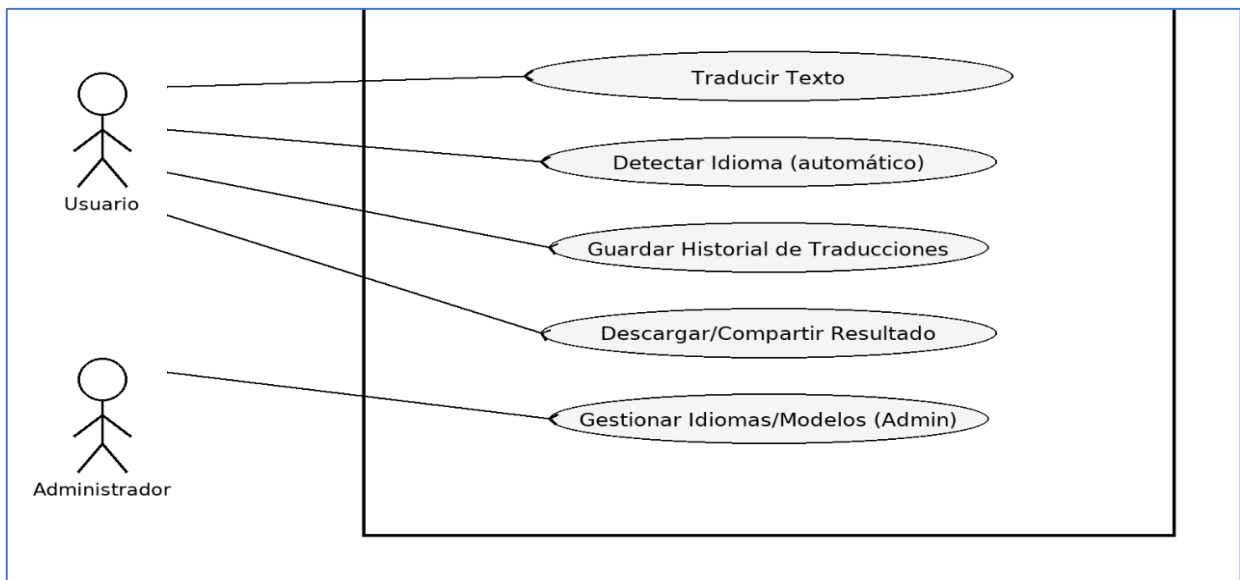 Traducir Texto
Detectar Idioma (automático)
Usuario
Guardar Historial de Traducciones
Descargar/Compartir Resultado
Gestionar Idiomas/Modelos (Admin)
Administrador